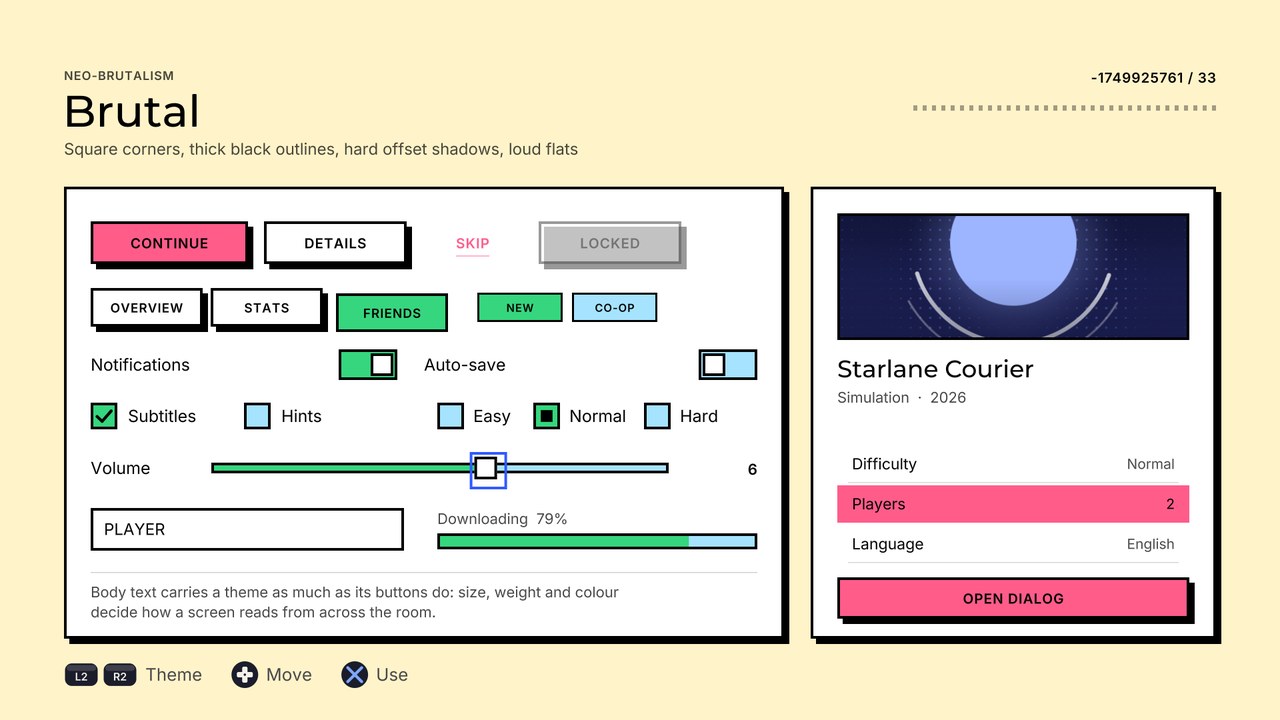 NEO-BRUTALISM
-1749925761 / 33
Brutal
Square corners, thick black outlines, hard offset shadows, loud flats
CONTINUE
DETAILS
SKIP
LOCKED
OVERVIEW
STATS
FRIENDS
NEW
CO-OP
Notifications
Auto-save
Subtitles
Hints
Easy
Normal
Hard
Volume
6
PLAYER
Downloading 79%
Body text carries a theme as much as its buttons do: size, weight and colour
decide how a screen reads from across the room.
Starlane Courier
Simulation · 2026
Difficulty Normal
Players 2
Language English
OPEN DIALOG
L2 R2 Theme
Move
Use